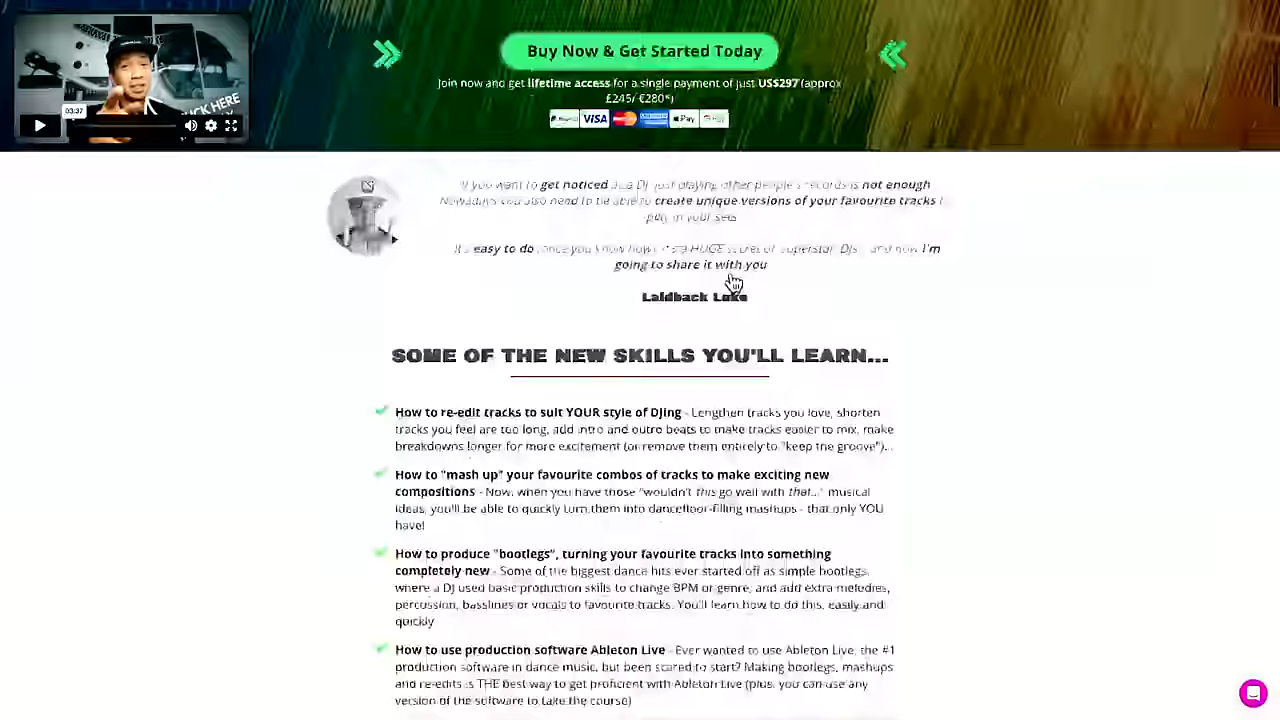 Buy Now & Get Started Today
Join now and get lifetime access for a single payment of just US$297 (approx
£245/ €280*)
VISA
Pay
03:37
CK HERE
If you want to get noticed as a DJ, just playing other people's records is not enough
Nowadays you also need to be able to create unique versions of your favourite tracks
play in your sets
It's easy to do once you know how it's a HUGE secret of superstar DJs and now I'm
going to share it with you
Laidback Luke
SOME OF THE NEW SKILLS YOU'LL LEARN...
How to re-edit tracks to suit YOUR style of DJing - Lengthen tracks you love, shorten
tracks you feel are too long, add intro and outro beats to make tracks easier to mix, make
breakdowns longer for more excitement (or remove them entirely to "keep the groove")...
How to "mash up" your favourite combos of tracks to make exciting new
compositions - Now, when you have those "wouldn't this go well with that..." musical
ideas, you'll be able to quickly turn them into dancefloor-filling mashups - that only YOU
have!
How to produce "bootlegs", turning your favourite tracks into something
completely new - Some of the biggest dance hits ever started off as simple bootlegs,
where a DJ used basic production skills to change BPM or genre, and add extra melodies,
percussion, basslines or vocals to favourite tracks. You'll learn how to do this, easily and
quickly
How to use production software Ableton Live - Ever wanted to use Ableton Live, the #1
production software in dance music, but been scared to start? Making bootlegs, mashups
and re-edits is THE best way to get proficient with Ableton Live (plus, you can use any
version of the software to take the course)